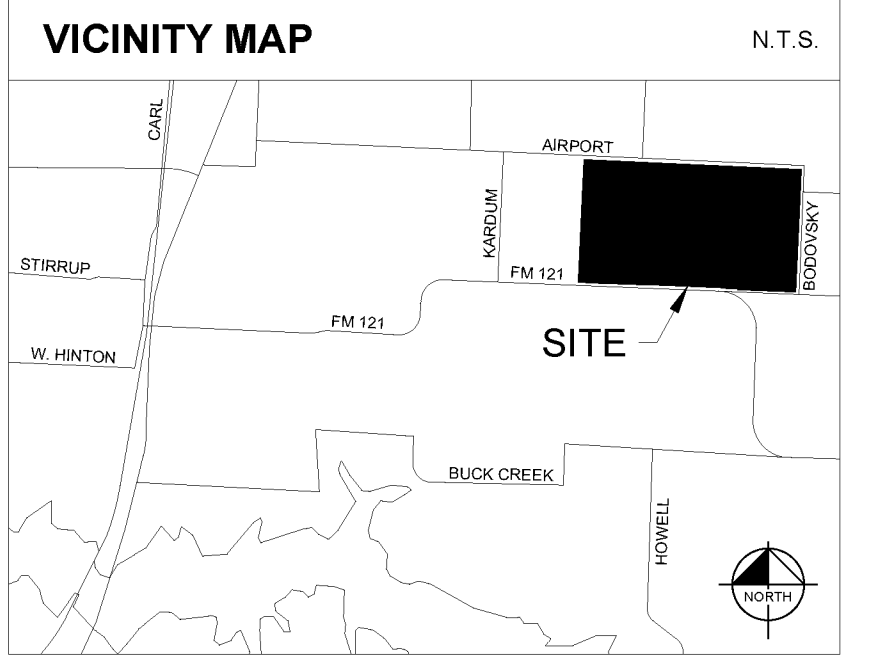 VICINITY MAP
N.T.S.
CARL
AIRPORT
KARDUM
BODOVSKY
STIRRUP
FM 121
FM 121
SITE
W. HINTON
BUCK CREEK
HOWELL
NORTH